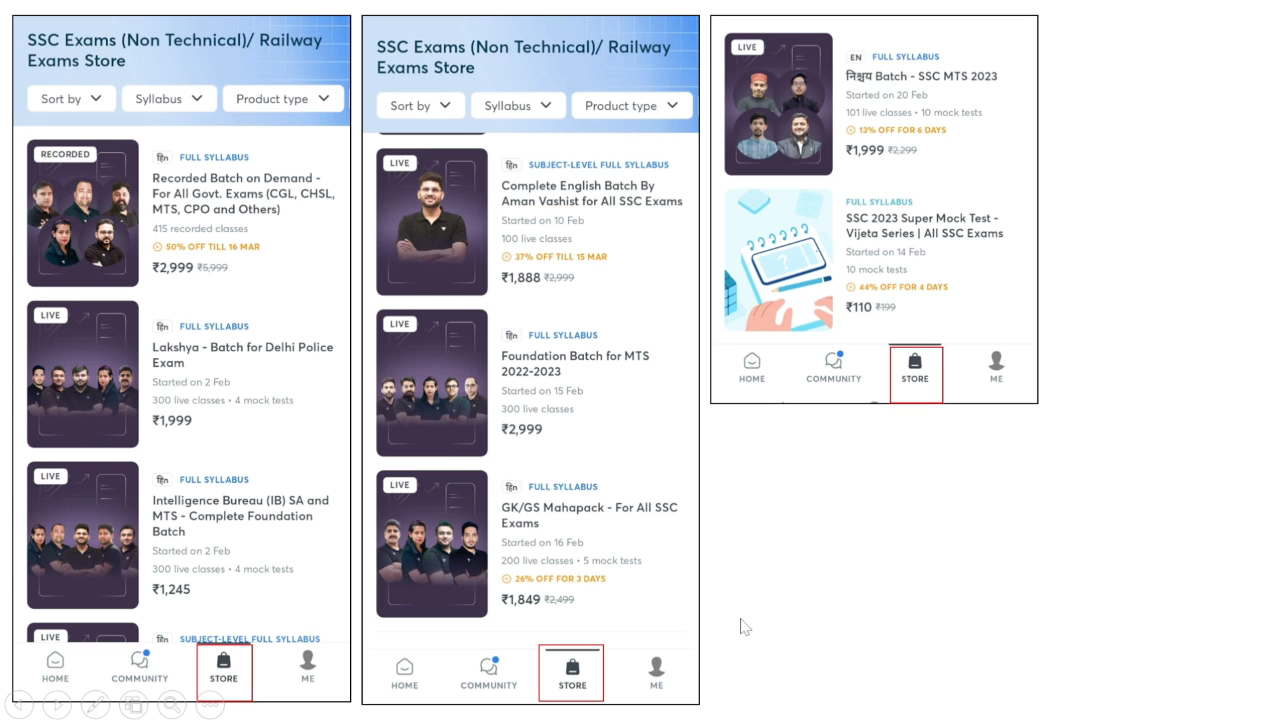 SSC Exams (Non Technical)/ Railway
Exams Store
Sort by
Syllabus
Product type
RECORDED
हिn FULL SYLLABUS
Recorded Batch on Demand -
For All Govt. Exams (CGL, CHSL,
MTS, CPO and Others)
415 recorded classes
50% OFF TILL 16 MAR
₹2,999 ₹5,999
LIVE
हिn FULL SYLLABUS
Lakshya - Batch for Delhi Police
Exam
Started on 2 Feb
300 live classes • 4 mock tests
₹1,999
LIVE
हिn FULL SYLLABUS
Intelligence Bureau (IB) SA and
MTS - Complete Foundation
Batch
Started on 2 Feb
300 live classes • 4 mock tests
₹1,245
LIVE
हिn SUBJECT-LEVEL FULL SYLLABUS
HOME
COMMUNITY
STORE
ME
SSC Exams (Non Technical)/ Railway
Exams Store
Sort by
Syllabus
Product type
LIVE
हिn SUBJECT-LEVEL FULL SYLLABUS
Complete English Batch By
Aman Vashist for All SSC Exams
Started on 10 Feb
100 live classes
37% OFF TILL 15 MAR
₹1,888 ₹2,999
LIVE
हिn FULL SYLLABUS
Foundation Batch for MTS
2022-2023
Started on 15 Feb
300 live classes
₹2,999
LIVE
हिn FULL SYLLABUS
GK/GS Mahapack - For All SSC
Exams
Started on 16 Feb
200 live classes • 5 mock tests
26% OFF FOR 3 DAYS
₹1,849 ₹2,499
HOME
COMMUNITY
STORE
ME
LIVE
EN FULL SYLLABUS
निश्चय Batch - SSC MTS 2023
Started on 20 Feb
101 live classes • 10 mock tests
13% OFF FOR 6 DAYS
₹1,999 ₹2,299
FULL SYLLABUS
SSC 2023 Super Mock Test -
Vijeta Series | All SSC Exams
Started on 14 Feb
10 mock tests
44% OFF FOR 4 DAYS
₹110 ₹199
HOME
COMMUNITY
STORE
ME